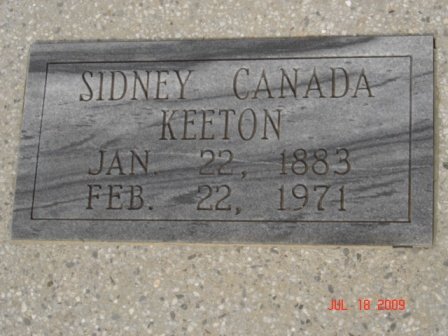 SIDNEY CANADA
KEETON
JAN. 22, 1883
FEB. 22, 1971
JUL 18 2009